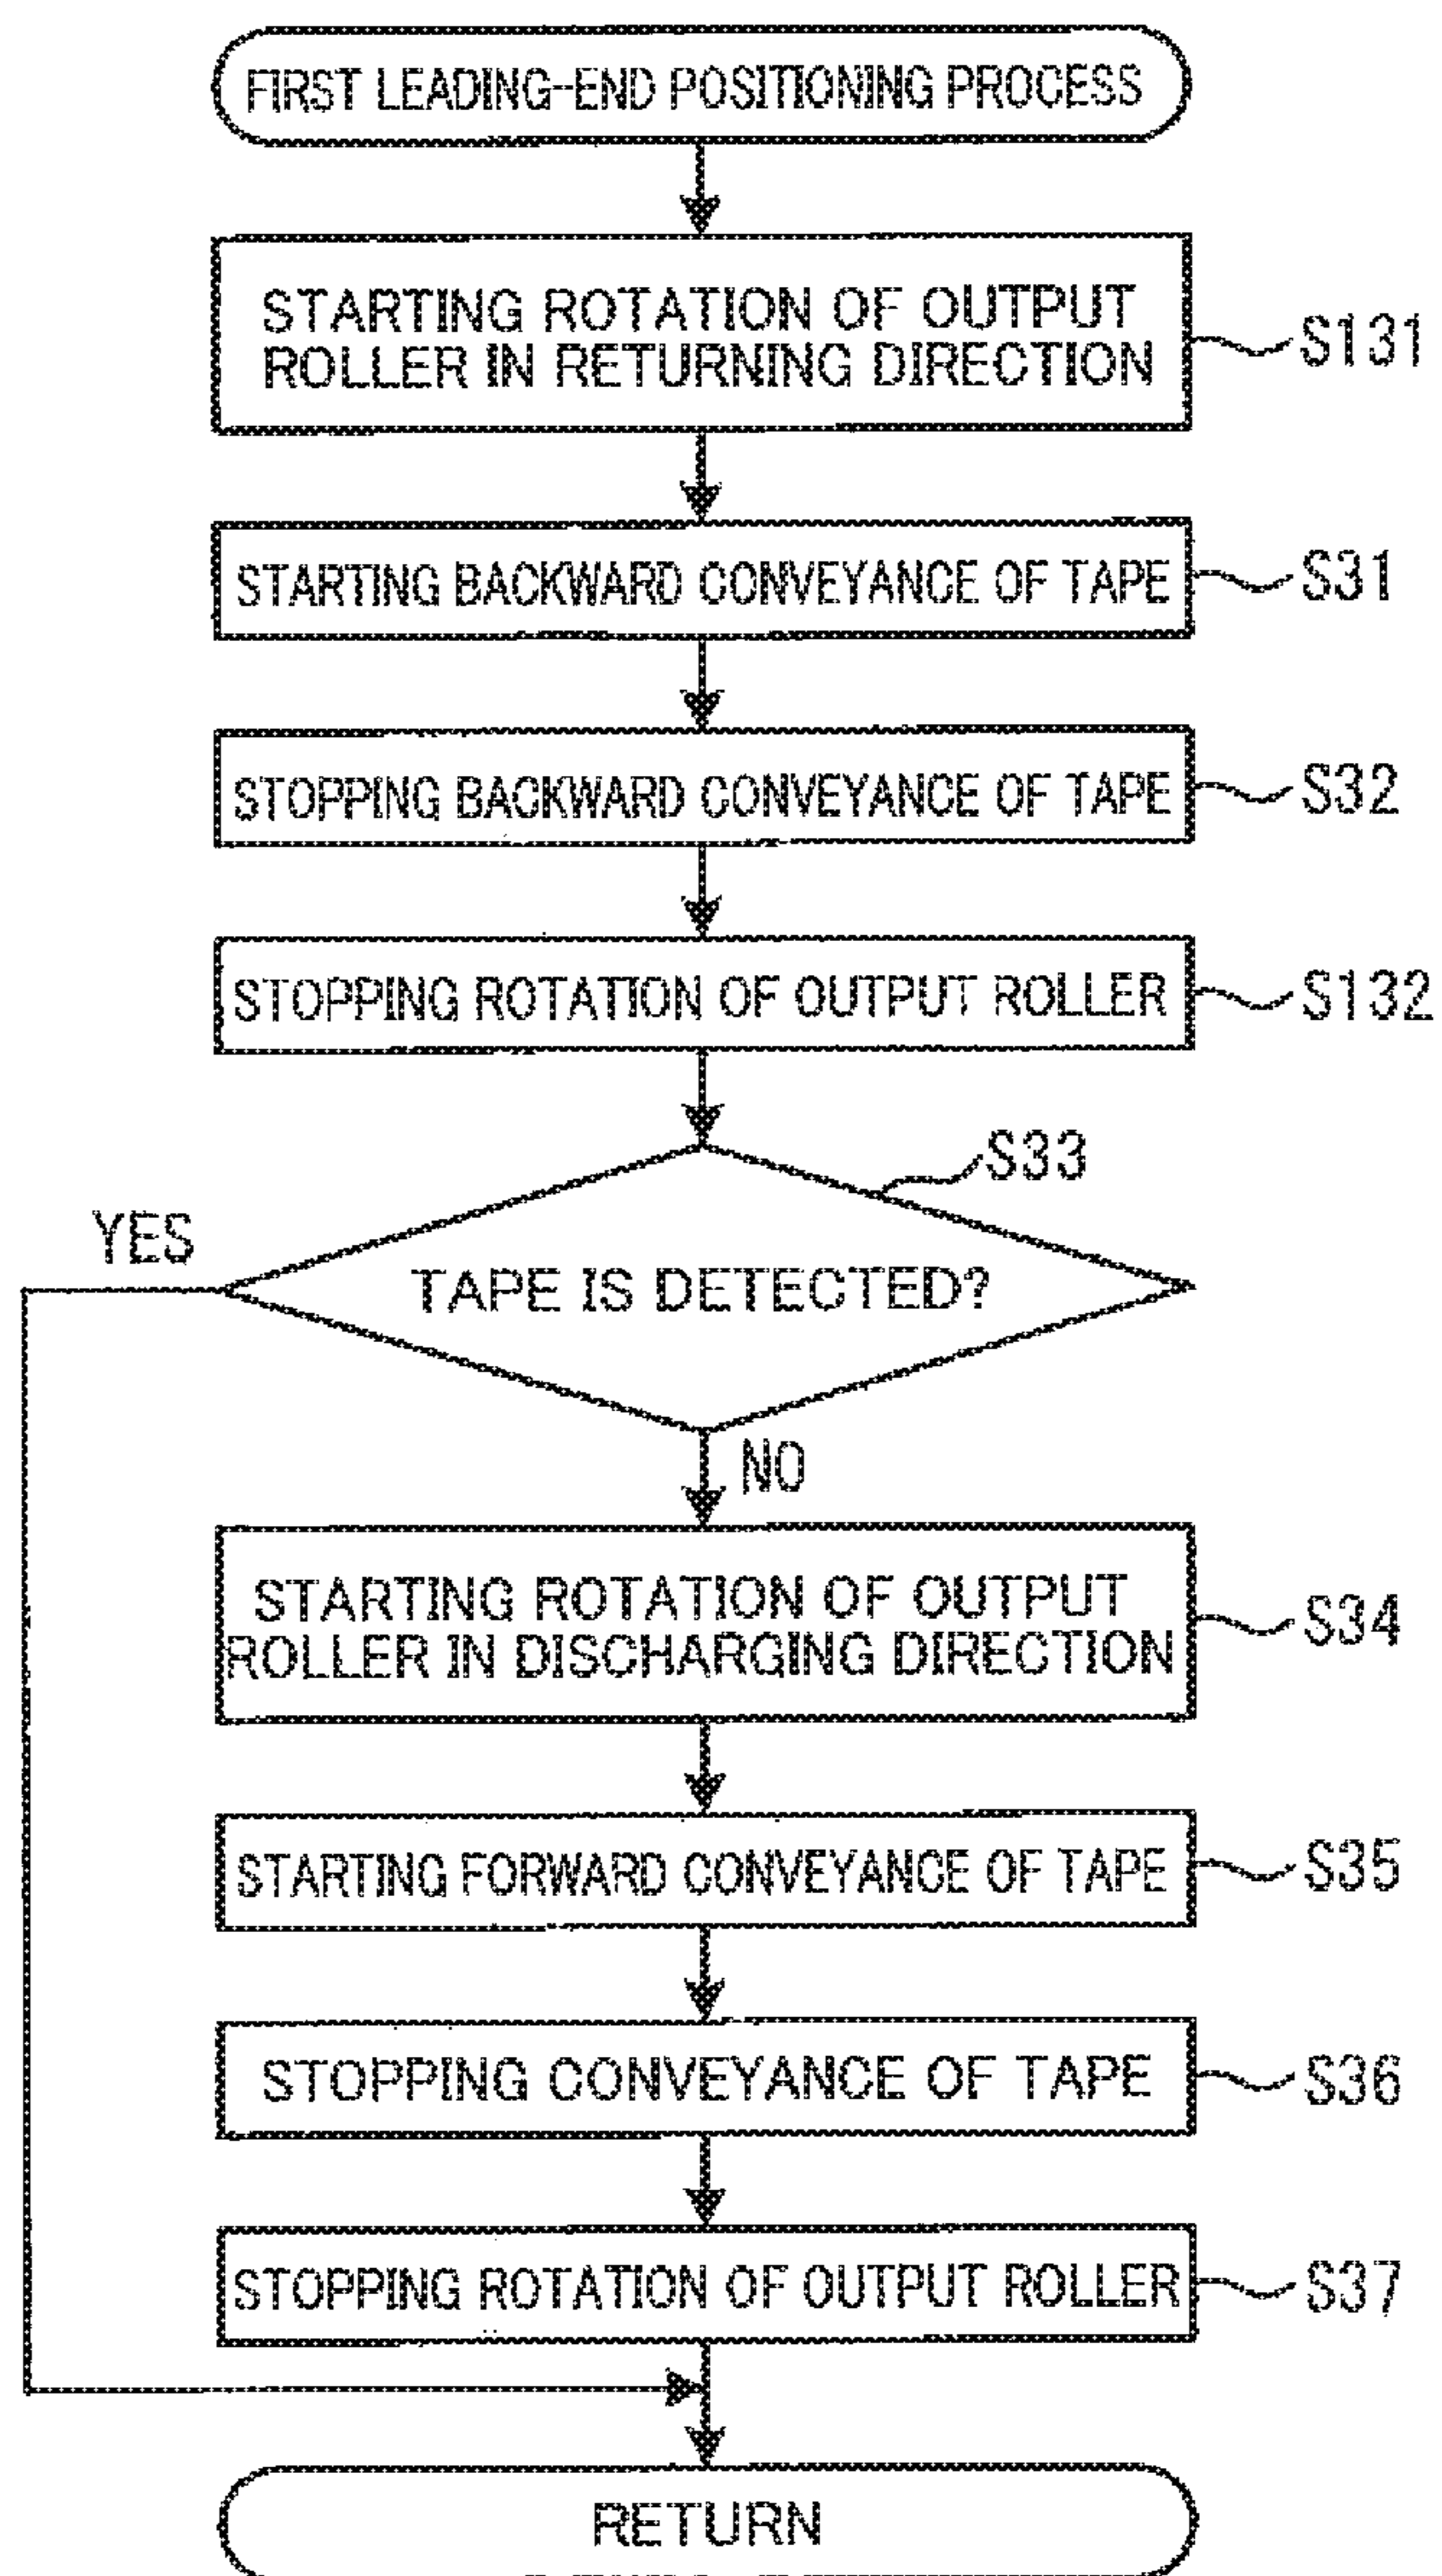 FIRST LEADING-END POSITIONING PROCESS
STARTING ROTATION OF OUTPUT
ROLLER IN RETURNING DIRECTION
S131
STARTING BACKWARD CONVEYANCE OF TAPE
S31
STOPPING BACKWARD CONVEYANCE OF TAPE
S32
STOPPING ROTATION OF OUTPUT ROLLER
S132
S33
YES
TAPE IS DETECTED?
NO
STARTING ROTATION OF OUTPUT
ROLLER IN DISCHARGING DIRECTION
S34
STARTING FORWARD CONVEYANCE OF TAPE
S35
STOPPING CONVEYANCE OF TAPE
S36
STOPPING ROTATION OF OUTPUT ROLLER
S37
RETURN